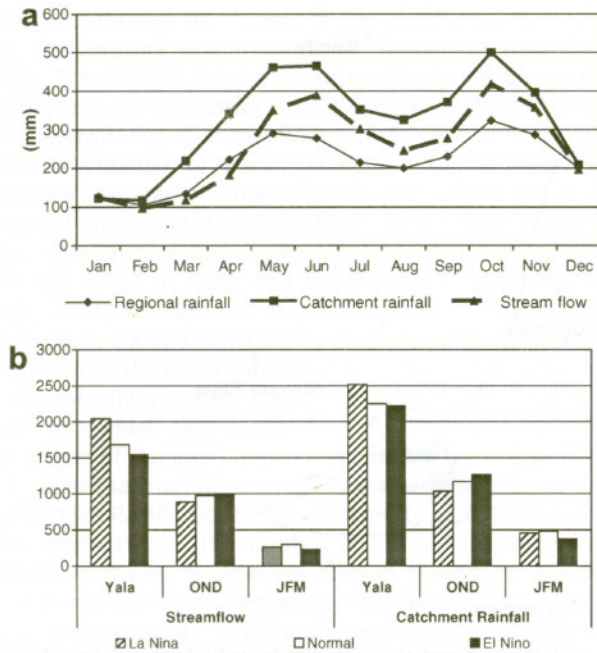 a
600
500
400
300
200
100
0
(mm)
Jan Feb Mar Apr May Jun Jul Aug Sep Oct Nov Dec
Regional rainfall Catchment rainfall Stream flow
b
3000
2500
2000
1500
1000
500
0
Yala OND JFM Yala OND JFM
Streamflow Catchment Rainfall
La Nina Normal El Nino